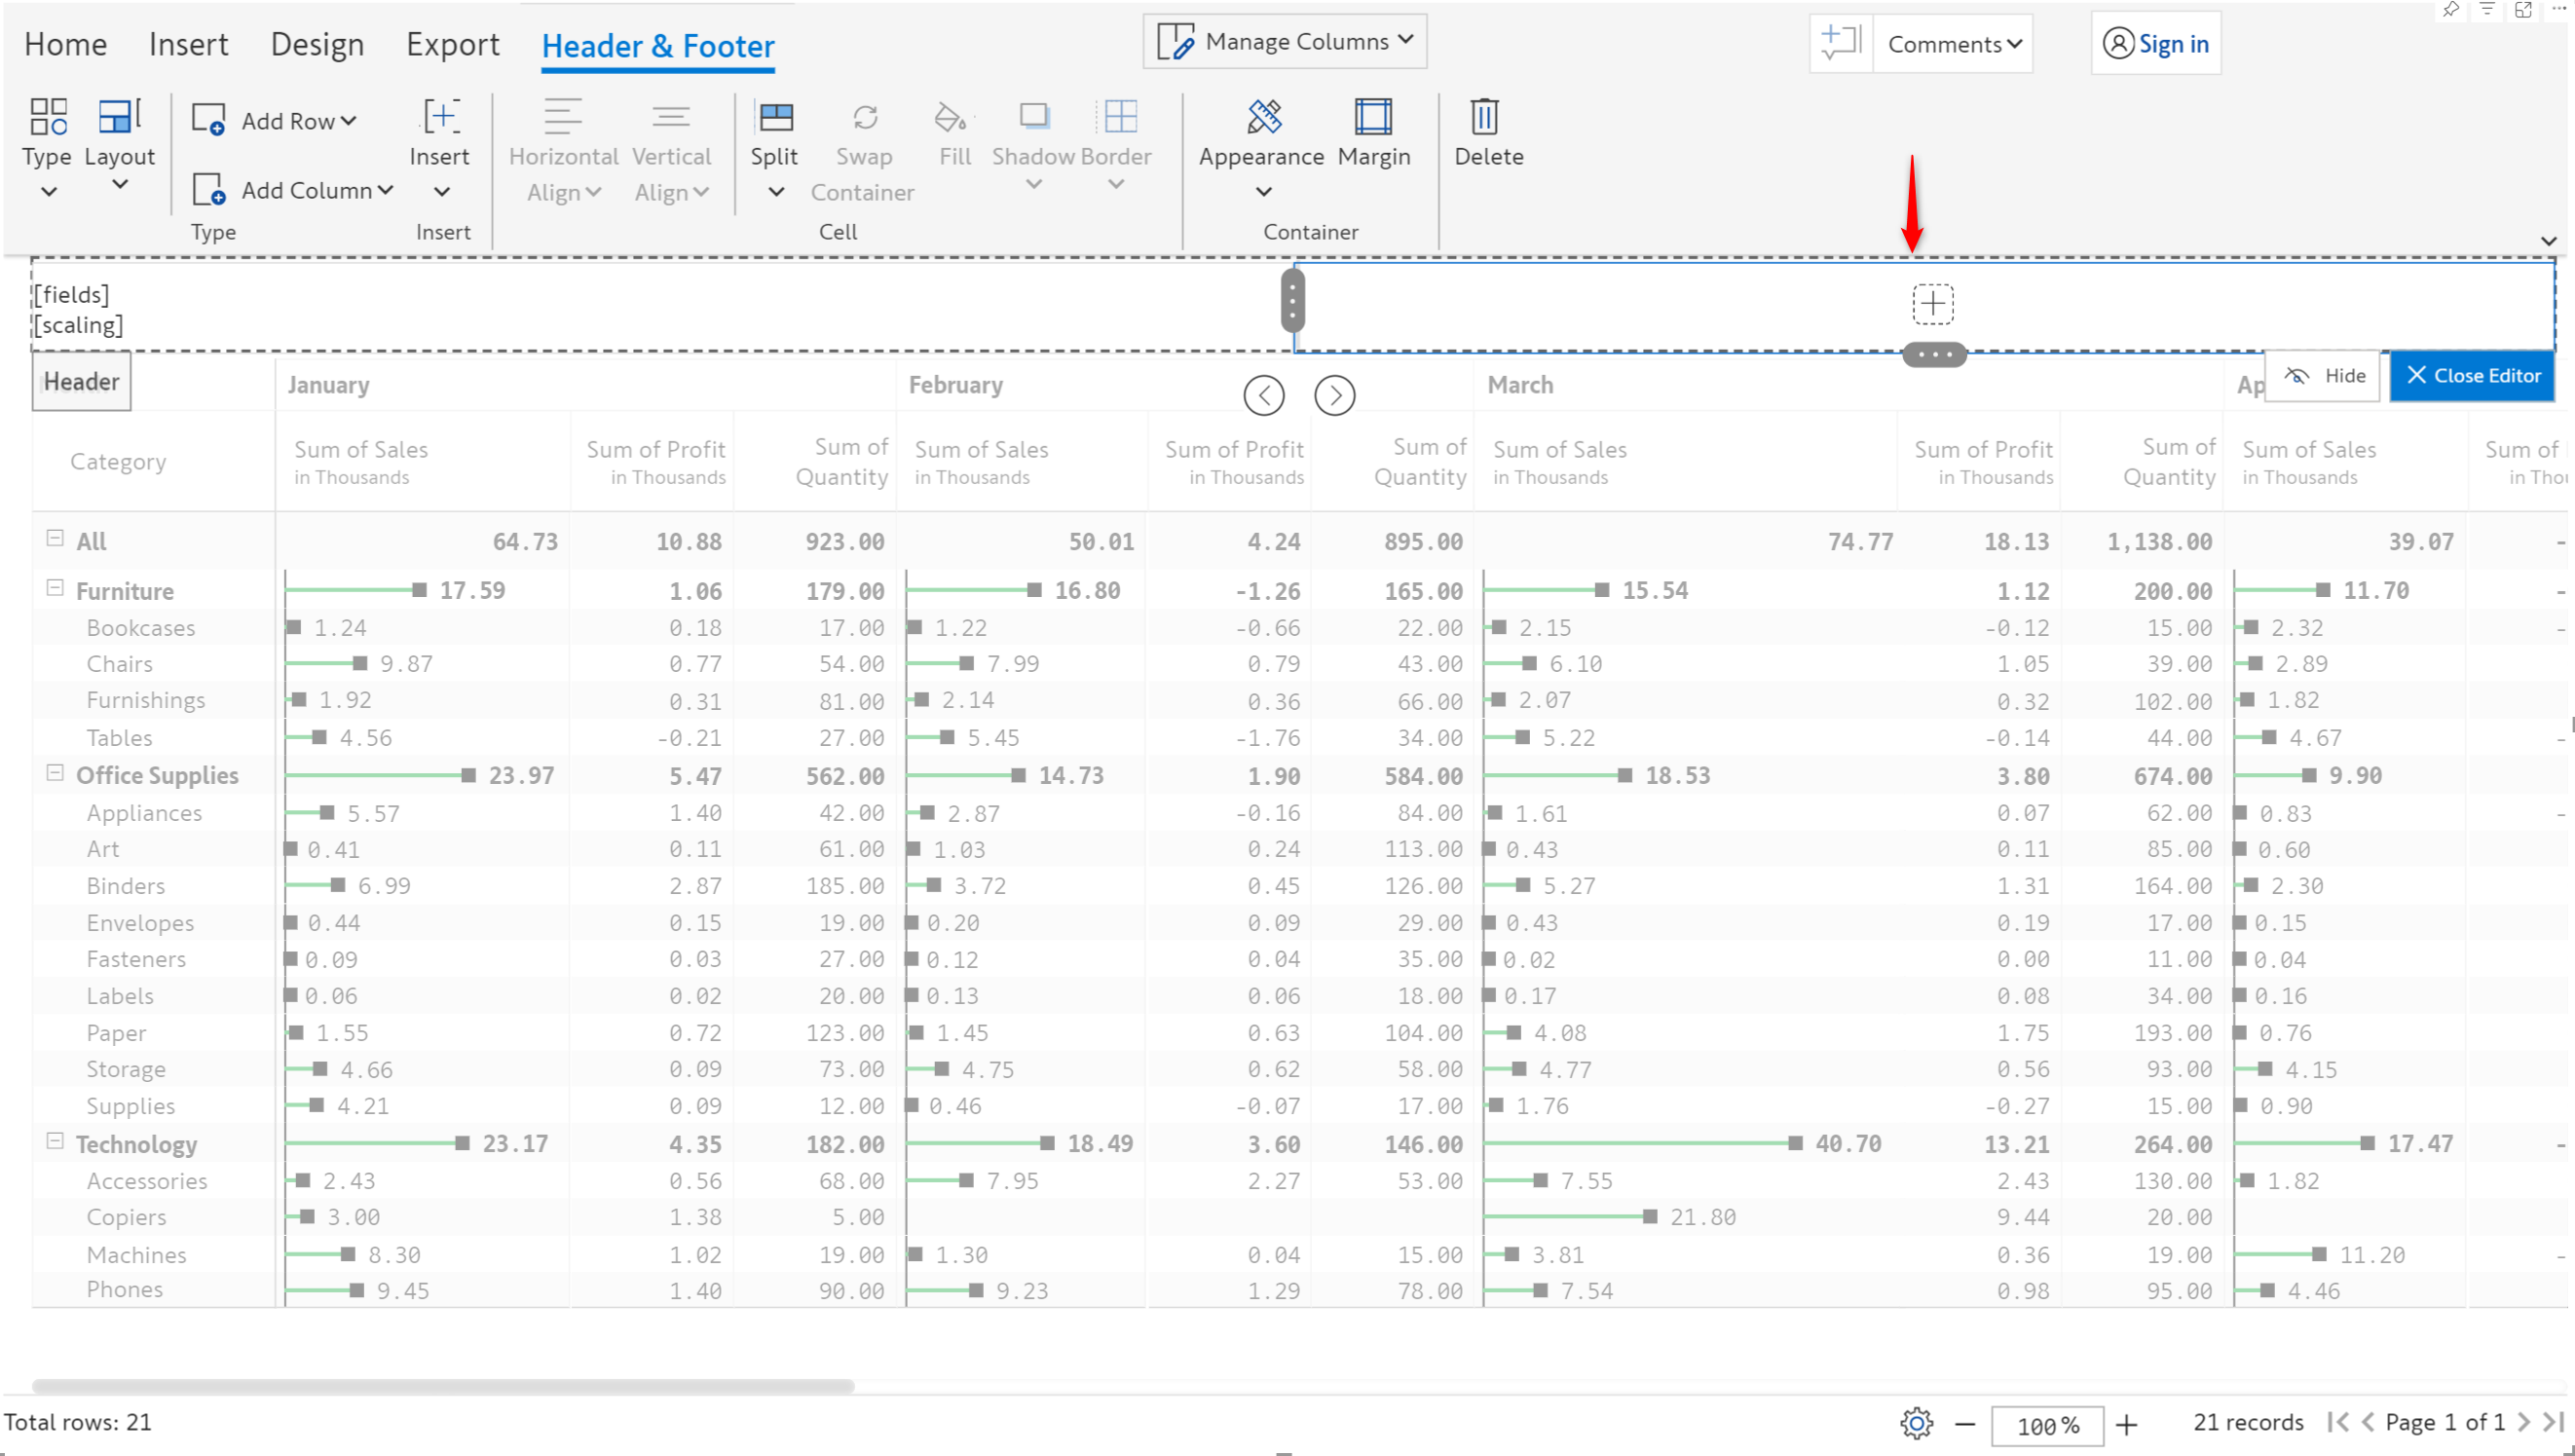 Home Insert Design Export Header & Footer Manage Columns Comments Sign in
Type Layout Add Row Add Column Insert Horizontal Align Vertical Align Split Swap Container Fill Shadow Border Appearance Margin Delete
Type Insert Cell Container
[fields]
[scaling]
Header January February March Ap Hide Close Editor
Category Sum of Sales in Thousands Sum of Profit in Thousands Sum of Quantity Sum of Sales in Thousands Sum of Profit in Thousands Sum of Quantity Sum of Sales in Thousands Sum of Profit in Thousands Sum of Quantity Sum of Sales in Thousands Sum of in Thou
All 64.73 10.88 923.00 50.01 4.24 895.00 74.77 18.13 1,138.00 39.07 -
Furniture 17.59 1.06 179.00 16.80 -1.26 165.00 15.54 1.12 200.00 11.70 -
Bookcases 1.24 0.18 17.00 1.22 -0.66 22.00 2.15 -0.12 15.00 2.32 -
Chairs 9.87 0.77 54.00 7.99 0.79 43.00 6.10 1.05 39.00 2.89
Furnishings 1.92 0.31 81.00 2.14 0.36 66.00 2.07 0.32 102.00 1.82
Tables 4.56 -0.21 27.00 5.45 -1.76 34.00 5.22 -0.14 44.00 4.67 -
Office Supplies 23.97 5.47 562.00 14.73 1.90 584.00 18.53 3.80 674.00 9.90
Appliances 5.57 1.40 42.00 2.87 -0.16 84.00 1.61 0.07 62.00 0.83 -
Art 0.41 0.11 61.00 1.03 0.24 113.00 0.43 0.11 85.00 0.60
Binders 6.99 2.87 185.00 3.72 0.45 126.00 5.27 1.31 164.00 2.30
Envelopes 0.44 0.15 19.00 0.20 0.09 29.00 0.43 0.19 17.00 0.15
Fasteners 0.09 0.03 27.00 0.12 0.04 35.00 0.02 0.00 11.00 0.04
Labels 0.06 0.02 20.00 0.13 0.06 18.00 0.17 0.08 34.00 0.16
Paper 1.55 0.72 123.00 1.45 0.63 104.00 4.08 1.75 193.00 0.76
Storage 4.66 0.09 73.00 4.75 0.62 58.00 4.77 0.56 93.00 4.15
Supplies 4.21 0.09 12.00 0.46 -0.07 17.00 1.76 -0.27 15.00 0.90
Technology 23.17 4.35 182.00 18.49 3.60 146.00 40.70 13.21 264.00 17.47 -
Accessories 2.43 0.56 68.00 7.95 2.27 53.00 7.55 2.43 130.00 1.82
Copiers 3.00 1.38 5.00 21.80 9.44 20.00
Machines 8.30 1.02 19.00 1.30 0.04 15.00 3.81 0.36 19.00 11.20 -
Phones 9.45 1.40 90.00 9.23 1.29 78.00 7.54 0.98 95.00 4.46
Total rows: 21 100% 21 records Page 1 of 1